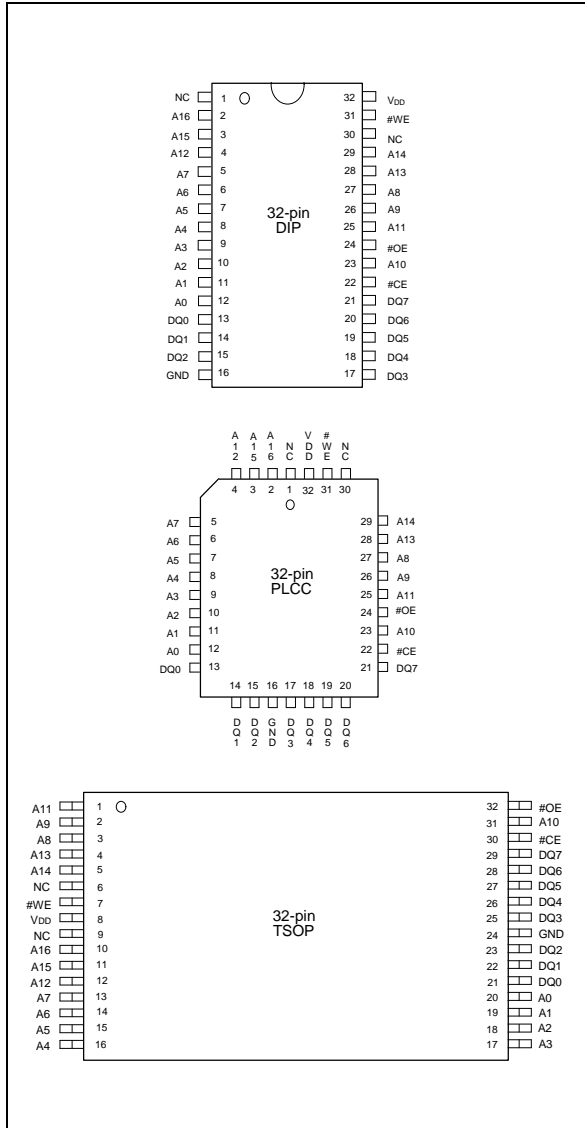 NC 1 32 VDD
A16 2 31 #WE
A15 3 30 NC
A12 4 29 A14
A7 5 28 A13
A6 6 27 A8
A5 7 26 A9
A4 8 25 A11
A3 9 24 #OE
A2 10 23 A10
A1 11 22 #CE
A0 12 21 DQ7
DQ0 13 20 DQ6
DQ1 14 19 DQ5
DQ2 15 18 DQ4
GND 16 17 DQ3
32-pin
DIP
A12 A15 A16 NC VDD #WE NC
4 3 2 1 32 31 30
A7 5 29 A14
A6 6 28 A13
A5 7 27 A8
A4 8 26 A9
A3 9 25 A11
A2 10 24 #OE
A1 11 23 A10
A0 12 22 #CE
DQ0 13 21 DQ7
32-pin
PLCC
14 15 16 17 18 19 20
DQ1 DQ2 GND DQ3 DQ4 DQ5 DQ6
A11 1 32 #OE
A9 2 31 A10
A8 3 30 #CE
A13 4 29 DQ7
A14 5 28 DQ6
NC 6 27 DQ5
#WE 7 26 DQ4
VDD 8 25 DQ3
NC 9 24 GND
A16 10 23 DQ2
A15 11 22 DQ1
A12 12 21 DQ0
A7 13 20 A0
A6 14 19 A1
A5 15 18 A2
A4 16 17 A3
32-pin
TSOP